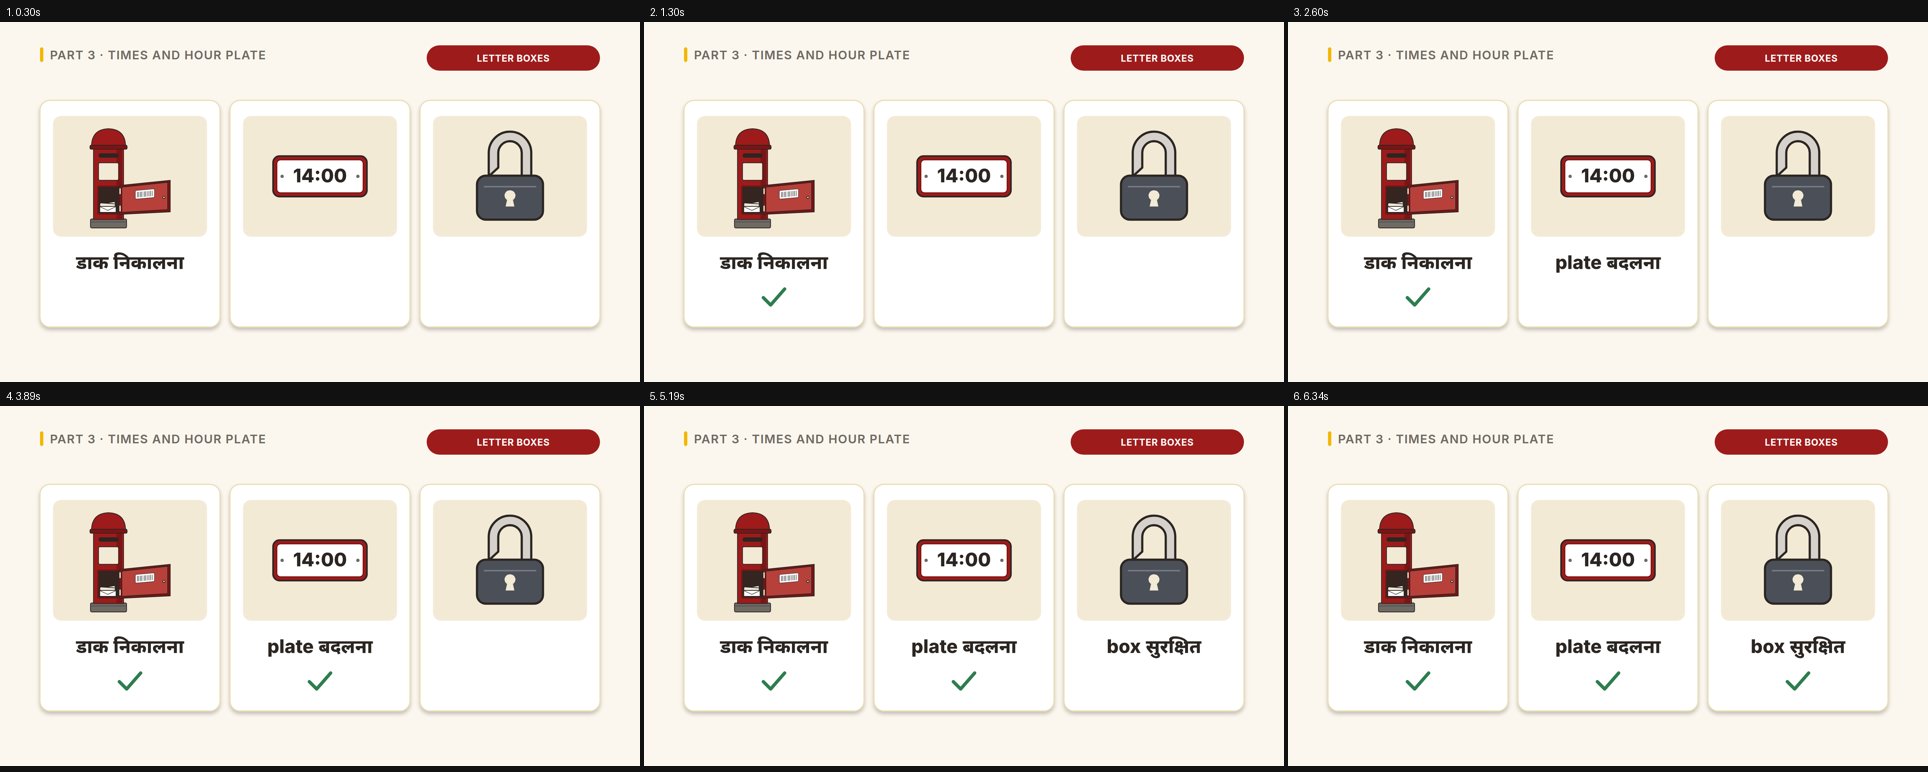 1. 0.30s
PART 3 · TIMES AND HOUR PLATE
LETTER BOXES
14:00
डाक निकालना
2. 1.30s
PART 3 · TIMES AND HOUR PLATE
LETTER BOXES
14:00
डाक निकालना
3. 2.60s
PART 3 · TIMES AND HOUR PLATE
LETTER BOXES
14:00
डाक निकालना
plate बदलना
4. 3.89s
PART 3 · TIMES AND HOUR PLATE
LETTER BOXES
14:00
डाक निकालना
plate बदलना
5. 5.19s
PART 3 · TIMES AND HOUR PLATE
LETTER BOXES
14:00
डाक निकालना
plate बदलना
box सुरक्षित
6. 6.34s
PART 3 · TIMES AND HOUR PLATE
LETTER BOXES
14:00
डाक निकालना
plate बदलना
box सुरक्षित